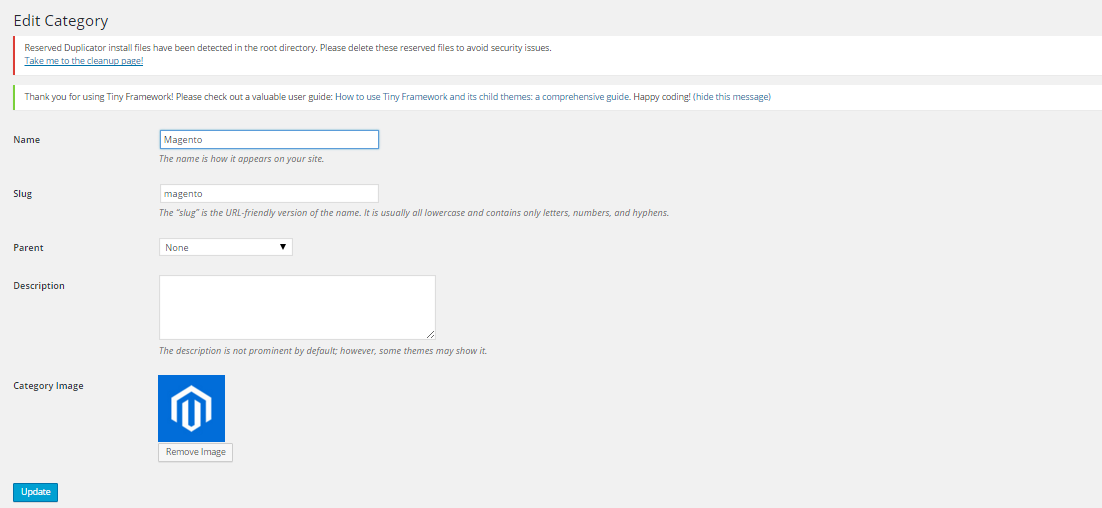 Edit Category
Reserved Duplicator install files have been detected in the root directory. Please delete these reserved files to avoid security issues.
Take me to the cleanup page!
Thank you for using Tiny Framework! Please check out a valuable user guide: How to use Tiny Framework and its child themes: a comprehensive guide. Happy coding! (hide this message)
Name
Magento
The name is how it appears on your site.
Slug
magento
The “slug” is the URL-friendly version of the name. It is usually all lowercase and contains only letters, numbers, and hyphens.
Parent
None
Description
The description is not prominent by default; however, some themes may show it.
Category Image
Remove Image
Update